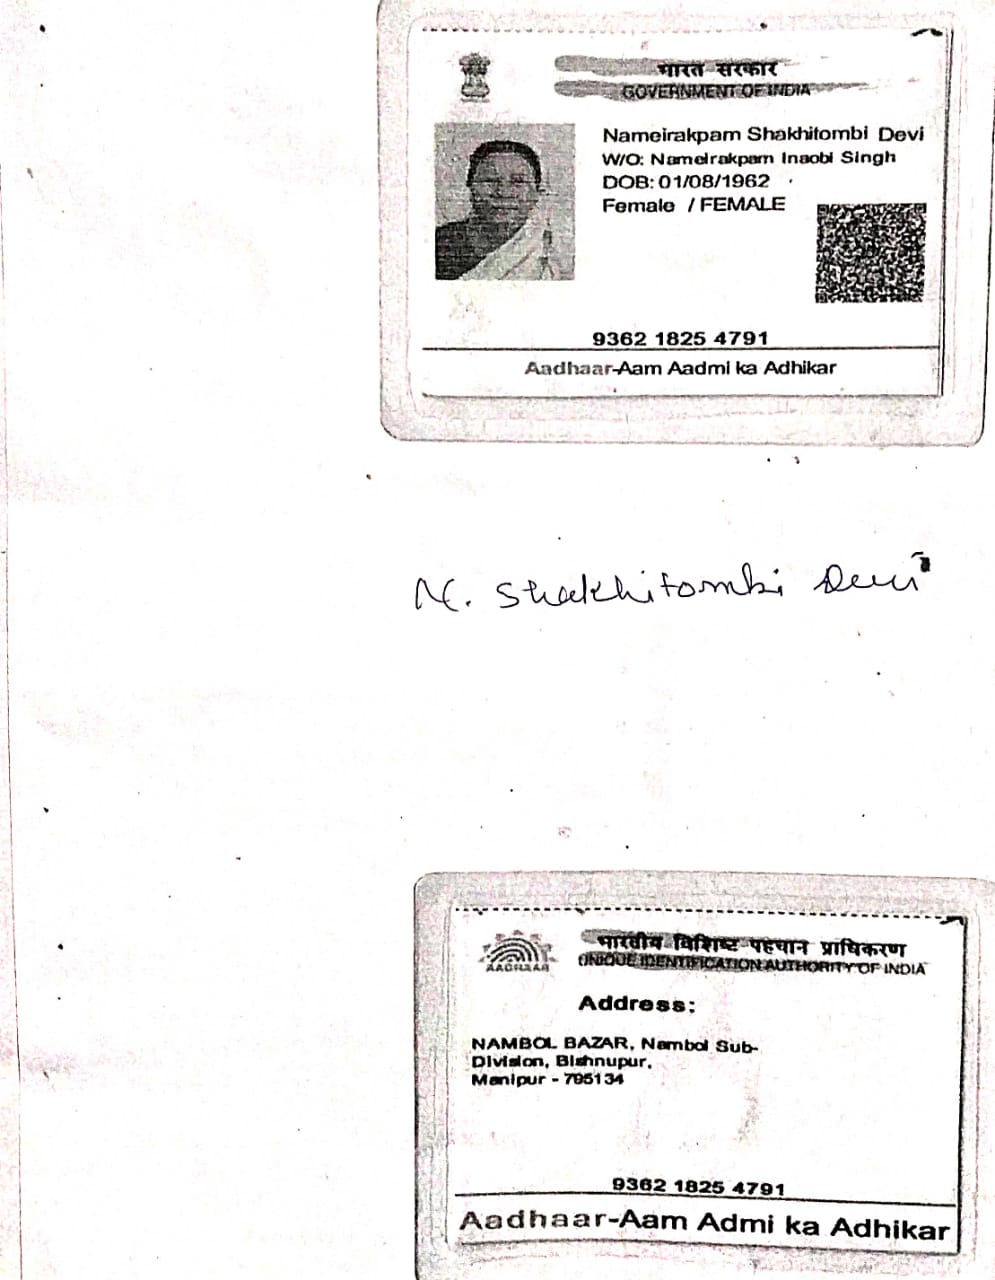 भारत सरकार
GOVERNMENT OF INDIA
Nameirakpam Shakhitombi Devi
W/O: Nameirakpam Inaobi Singh
DOB: 01/08/1962
Female / FEMALE
9362 1825 4791
Aadhaar-Aam Aadmi ka Adhikar
N. Shakhitombi Devi
भारतीय विशिष्ट पहचान प्राधिकरण
AADHAAR
UNIQUE IDENTIFICATION AUTHORITY OF INDIA
Address:
NAMBOL BAZAR, Nambol Sub-
Division, Bishnupur,
Manipur - 795134
9362 1825 4791
Aadhaar-Aam Admi ka Adhikar